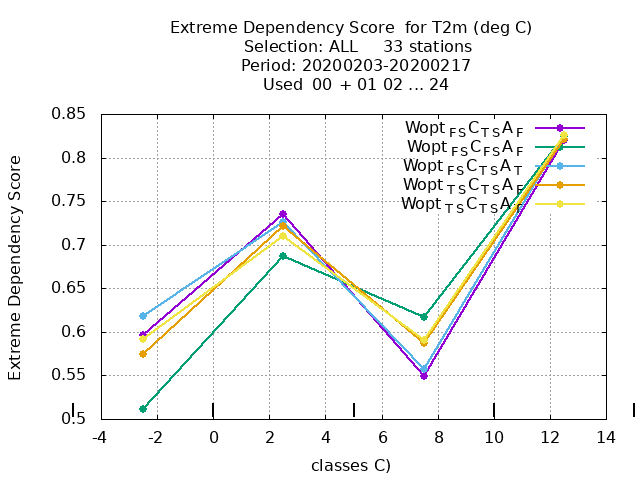 Extreme Dependency Score for T2m (deg C)
Selection: ALL 33 stations
Period: 20200203-20200217
Used 00 + 01 02 ... 24
Extreme Dependency Score
0.85
0.8
0.75
0.7
0.65
0.6
0.55
0.5
Wopt FS C TS A F
Wopt FS C FS A F
Wopt FS C TS A T
Wopt TS C TS A F
Wopt TS C TS A F
-4 -2 0 2 4 6 8 10 12 14
classes C)